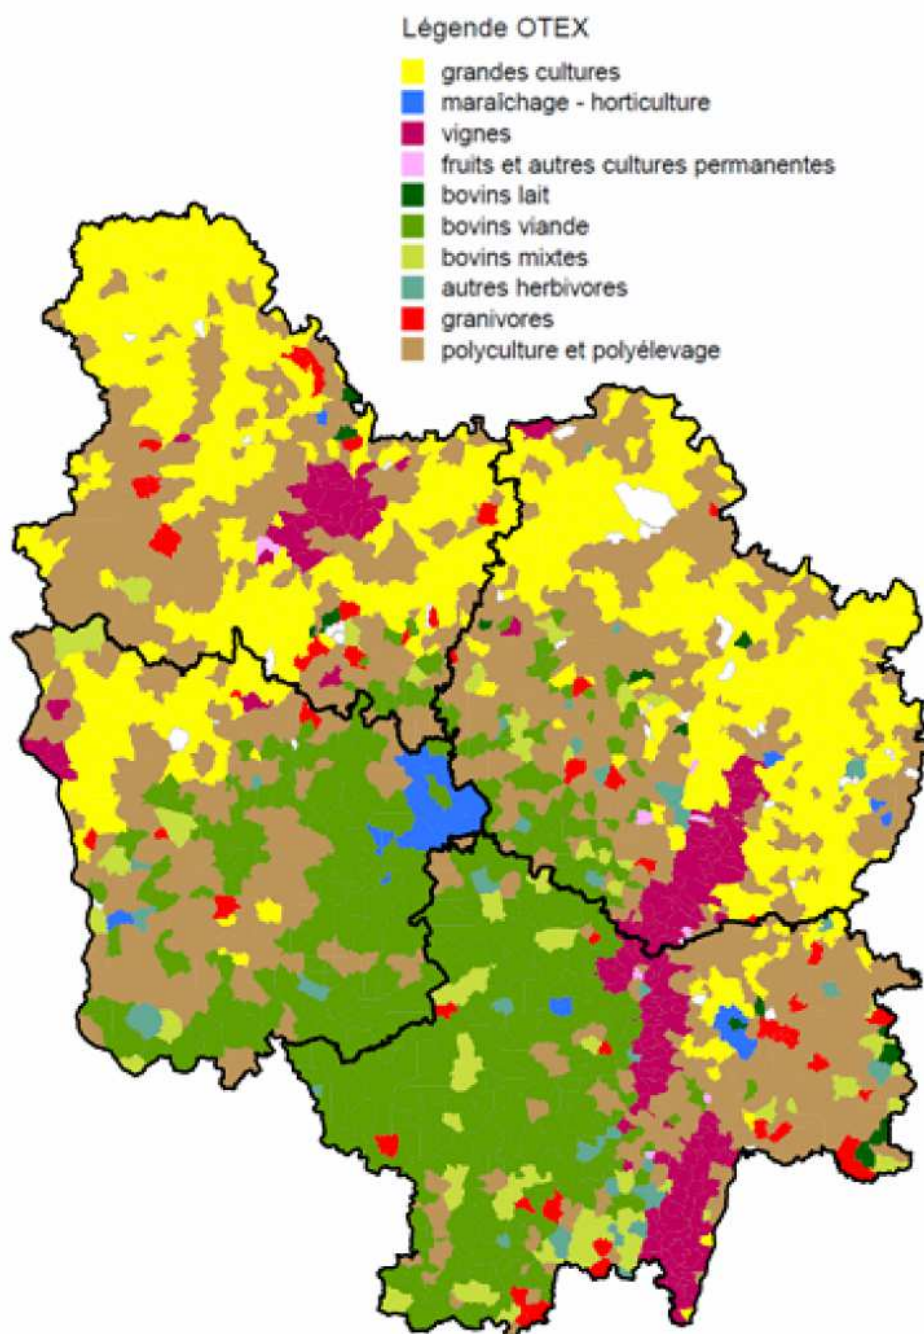 Légende OTEX
grandes cultures
maraîchage - horticulture
vignes
fruits et autres cultures permanentes
bovins lait
bovins viande
bovins mixtes
autres herbivores
granivores
polyculture et polyélevage